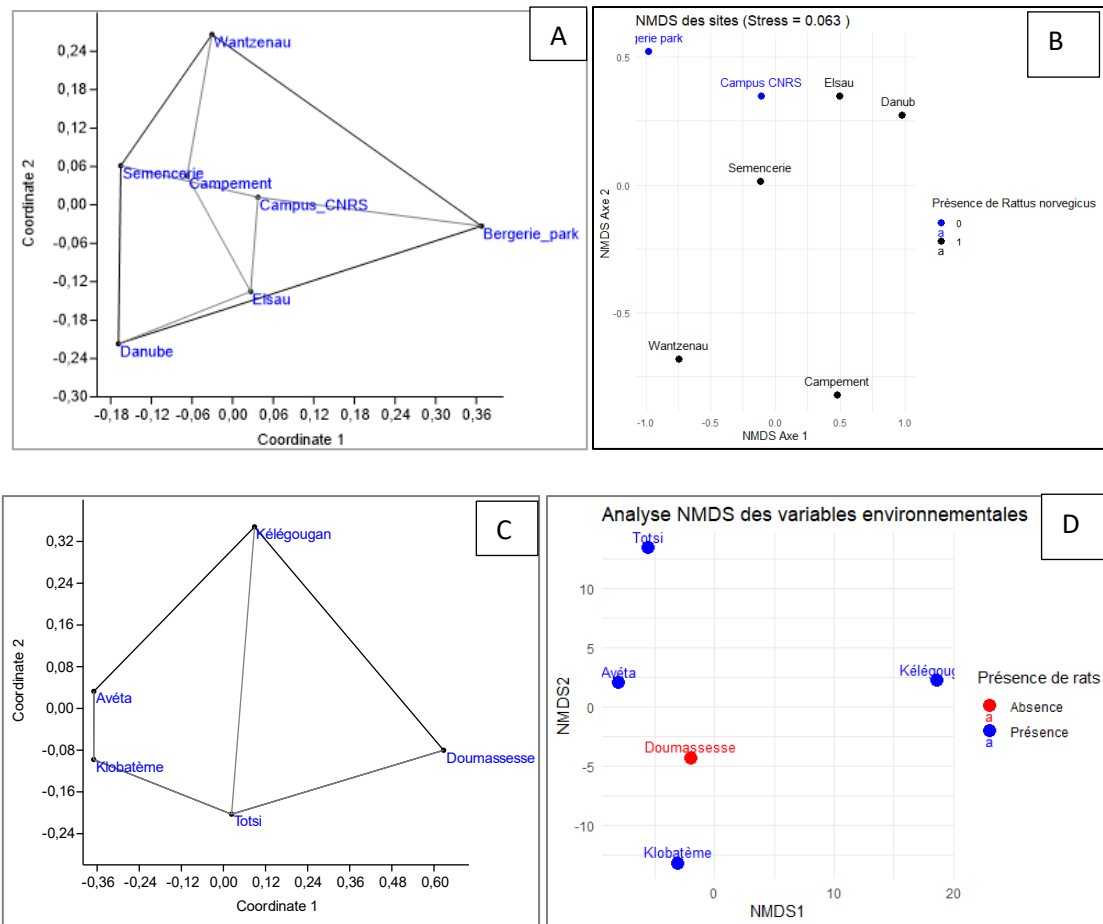 A
0,24
0,18
0,12
0,06
0,00
-0,06
-0,12
-0,18
-0,24
-0,30
Coordinate 2
Wantzenau
Semencerie
Campement
Campus_CNRS
Bergerie_park
Elsau
Danube
-0,18 -0,12 -0,06 0,00 0,06 0,12 0,18 0,24 0,30 0,36
Coordinate 1
B
NMDS des sites (Stress = 0.063 )
gerie park
Campus CNRS
Elsau
Danub
Semencerie
Wantzenau
Campement
0.5
0.0
-0.5
NMDS Axe 2
-1.0 -0.5 0.0 0.5 1.0
NMDS Axe 1
Présence de Rattus norvegicus
0
a
1
a
C
0,32
0,24
0,16
0,08
0,00
-0,08
-0,16
-0,24
Coordinate 2
Kélégougan
Avéta
Klobatème
Doumassesse
Totsi
-0,36 -0,24 -0,12 0,00 0,12 0,24 0,36 0,48 0,60
Coordinate 1
D
Analyse NMDS des variables environnementales
Totsi
Avéta
Kélégoug
Doumassesse
Klobatème
10
5
0
-5
-10
NMDS2
0 10 20
NMDS1
Présence de rats
a Absence
a Présence